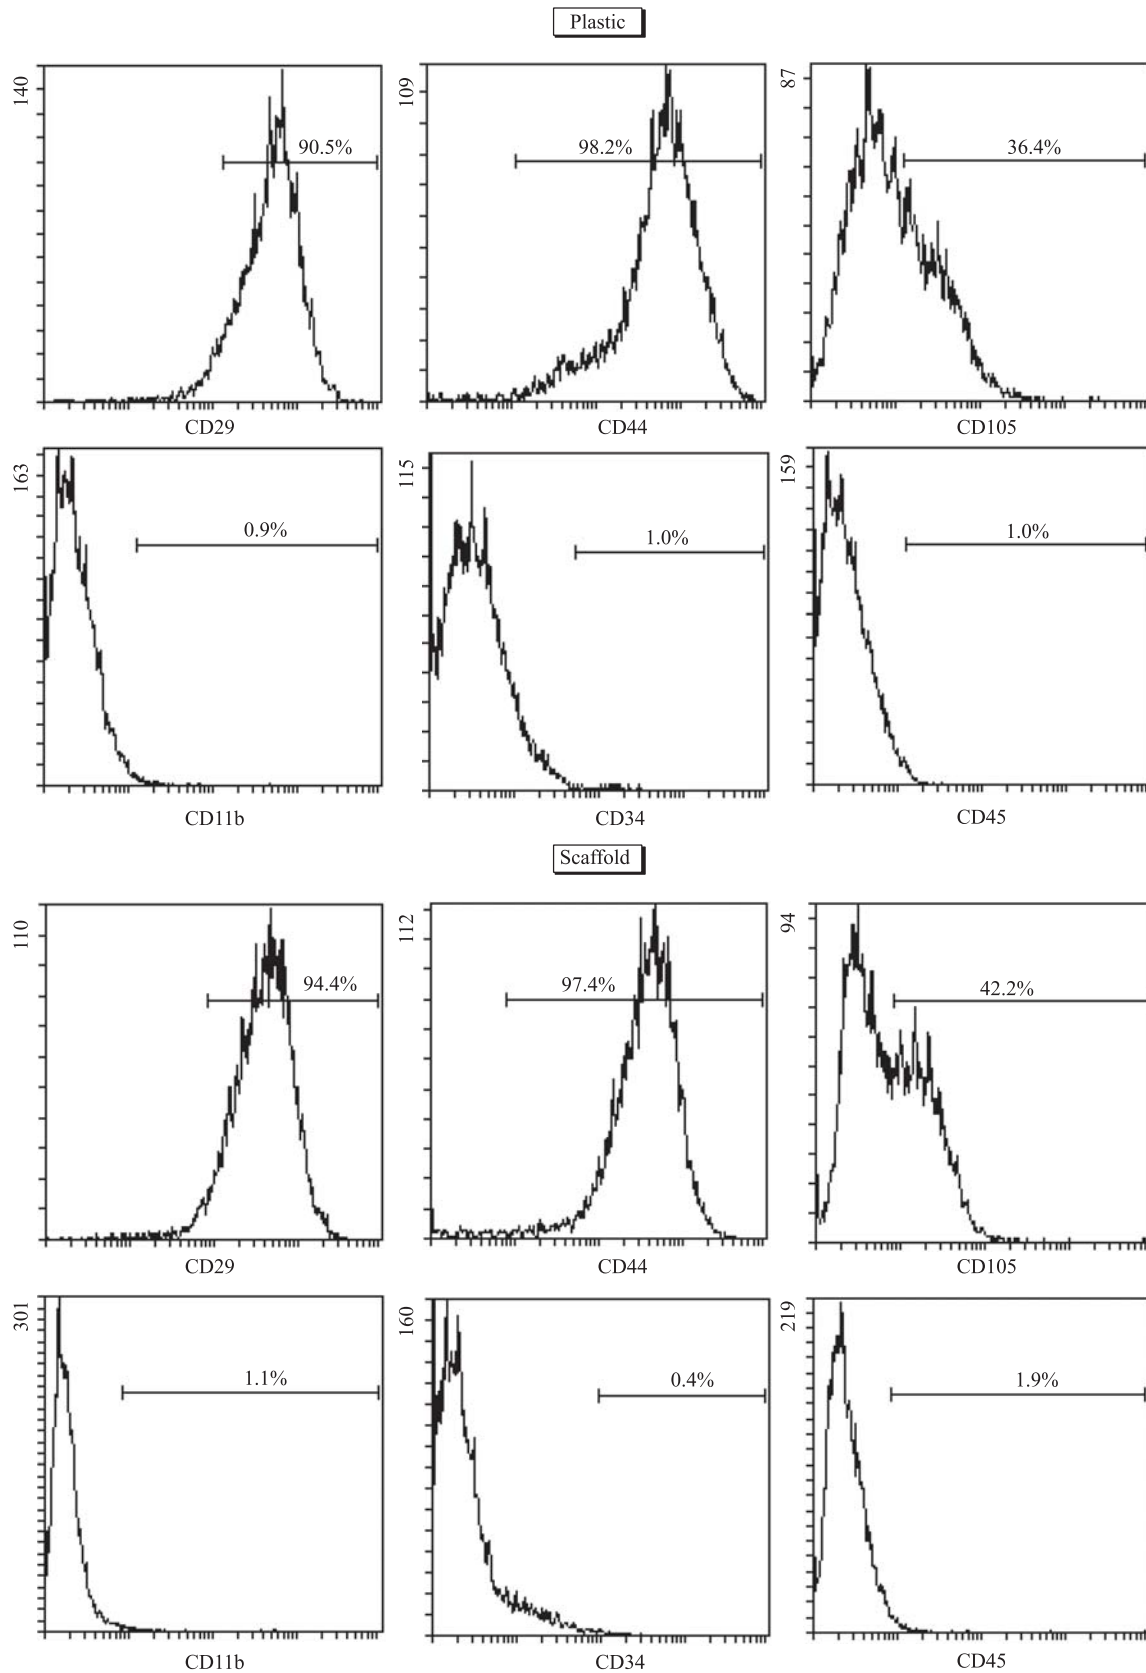 Plastic
140
90.5%
CD29
109
98.2%
CD44
87
36.4%
CD105
163
0.9%
CD11b
115
1.0%
CD34
159
1.0%
CD45
Scaffold
110
94.4%
CD29
112
97.4%
CD44
94
42.2%
CD105
301
1.1%
CD11b
160
0.4%
CD34
219
1.9%
CD45